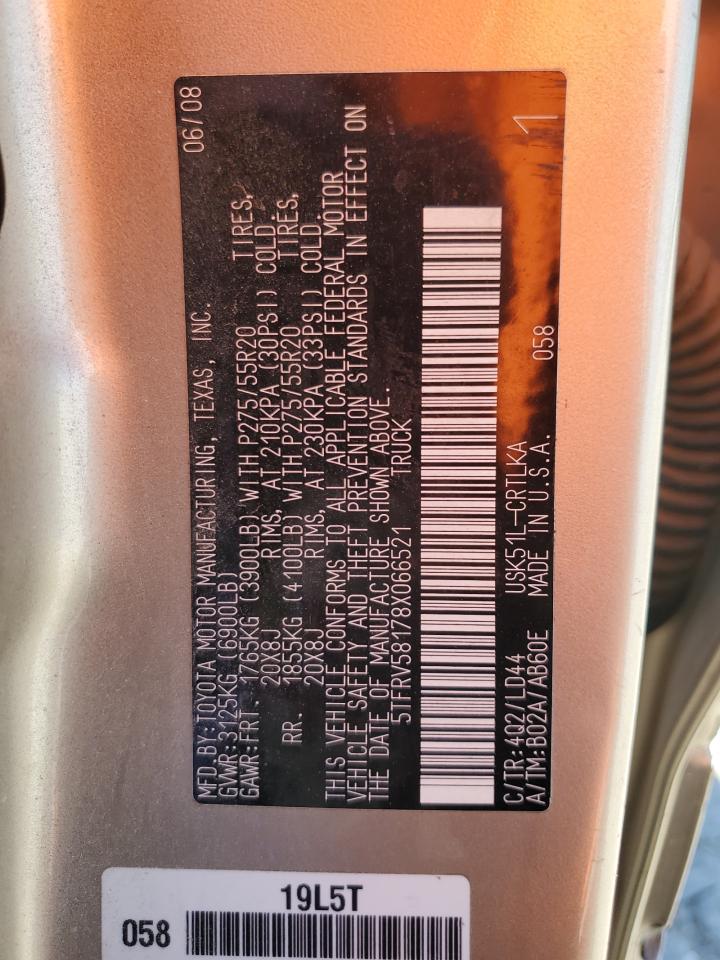 MFD.BY:TOYOTA MOTOR MANUFACTURING, TEXAS, INC. 06/08
GVWR:3125KG (6900LB)
GAWR:FRT. 1765KG (3900LB) WITH P275/55R20 TIRES,
20X8J RIMS, AT 210KPA (30PSI) COLD.
RR. 1855KG (4100LB) WITH P275/55R20 TIRES,
20X8J RIMS, AT 230KPA (33PSI) COLD.
THIS VEHICLE CONFORMS TO ALL APPLICABLE FEDERAL MOTOR
VEHICLE SAFETY AND THEFT PREVENTION STANDARDS IN EFFECT ON
THE DATE OF MANUFACTURE SHOWN ABOVE.
5TFRV58178X066521 TRUCK
C/TR:4Q2/LD44 USK51L-CRTLKA
A/TM:B02A/AB60E MADE IN U.S.A. 058 1
19L5T
058